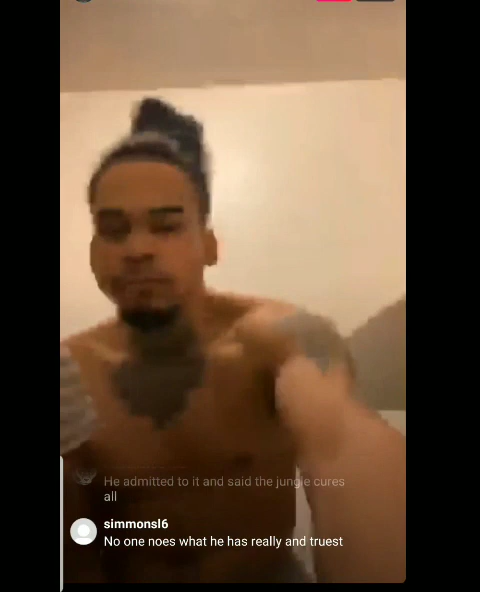 He admitted to it and said the jungle cures
all
simmonsl6
No one noes what he has really and truest